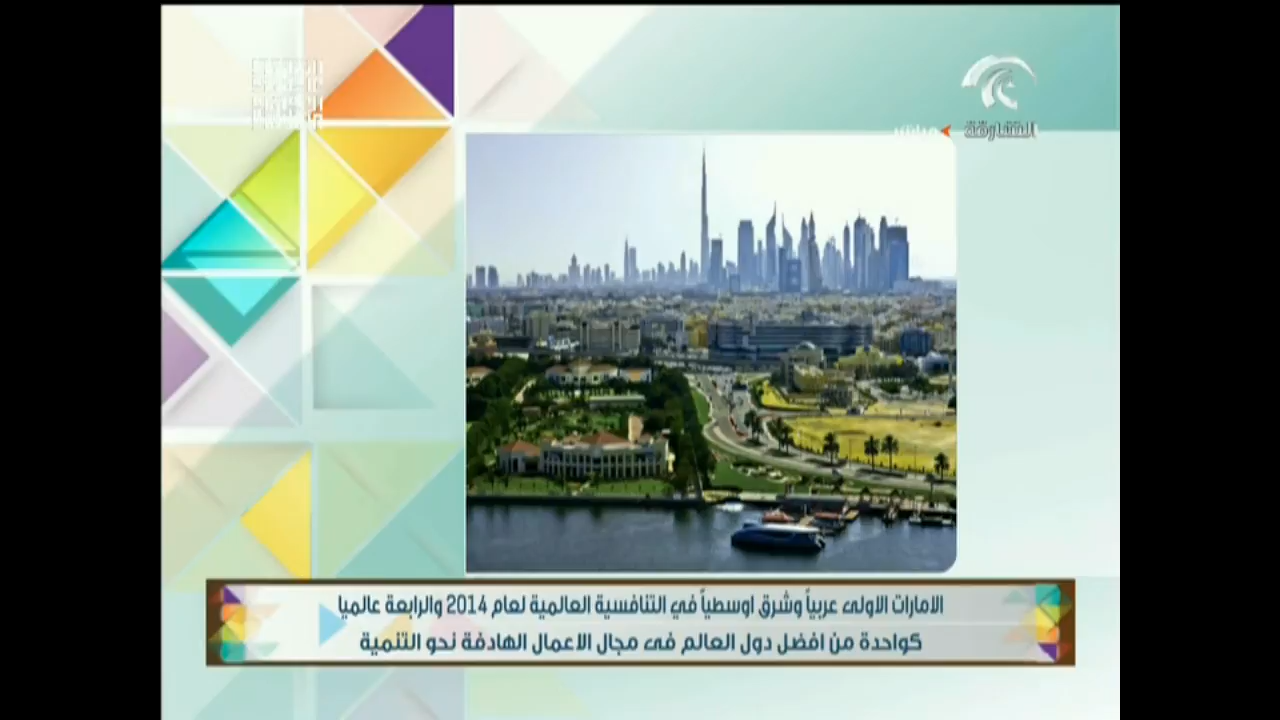 الشارقة
مباشر
الامارات الاولى عربياً وشرق اوسطياً في التنافسية العالمية لعام 2014 والرابعة عالميا
كواحدة من افضل دول العالم فى مجال الاعمال الهادفة نحو التنمية